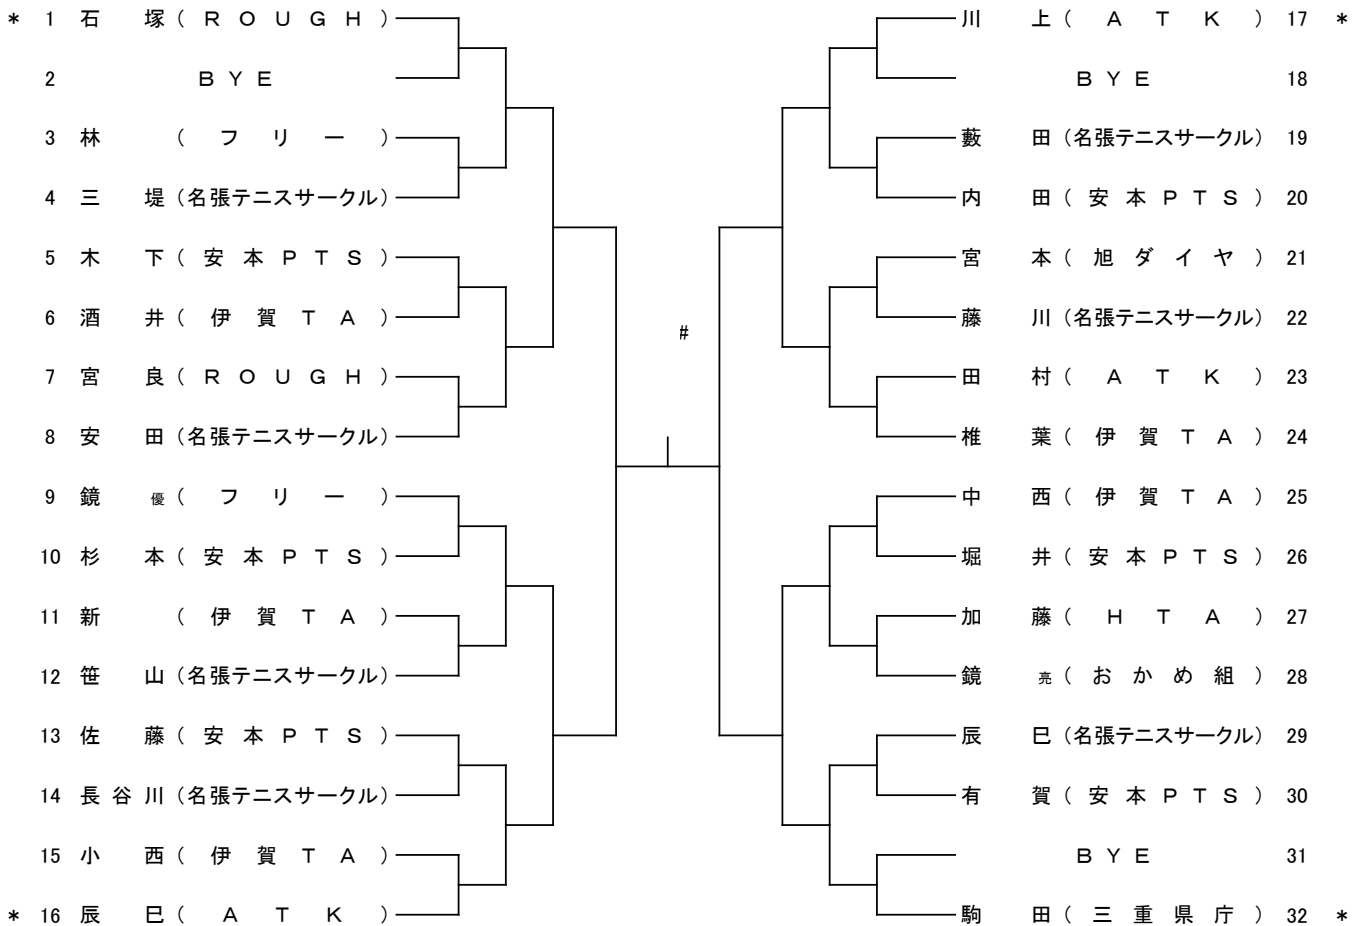 * 1 石塚(ROUGH)
2 BYE
3 林(フリー)
4 三堤(名張テニスサークル)
5 木下(安本PTS)
6 酒井(伊賀TA)
7 宮良(ROUGH)
8 安田(名張テニスサークル)
9 鏡優(フリー)
10 杉本(安本PTS)
11 新(伊賀TA)
12 笹山(名張テニスサークル)
13 佐藤(安本PTS)
14 長谷川(名張テニスサークル)
15 小西(伊賀TA)
* 16 辰巳(ATK)
#
川上(ATK) 17 *
BYE 18
藪田(名張テニスサークル) 19
内田(安本PTS) 20
宮本(旭ダイヤ) 21
藤川(名張テニスサークル) 22
田村(ATK) 23
椎葉(伊賀TA) 24
中西(伊賀TA) 25
堀井(安本PTS) 26
加藤(HTA) 27
鏡亮(おかめ組) 28
辰巳(名張テニスサークル) 29
有賀(安本PTS) 30
BYE 31
駒田(三重県庁) 32 *